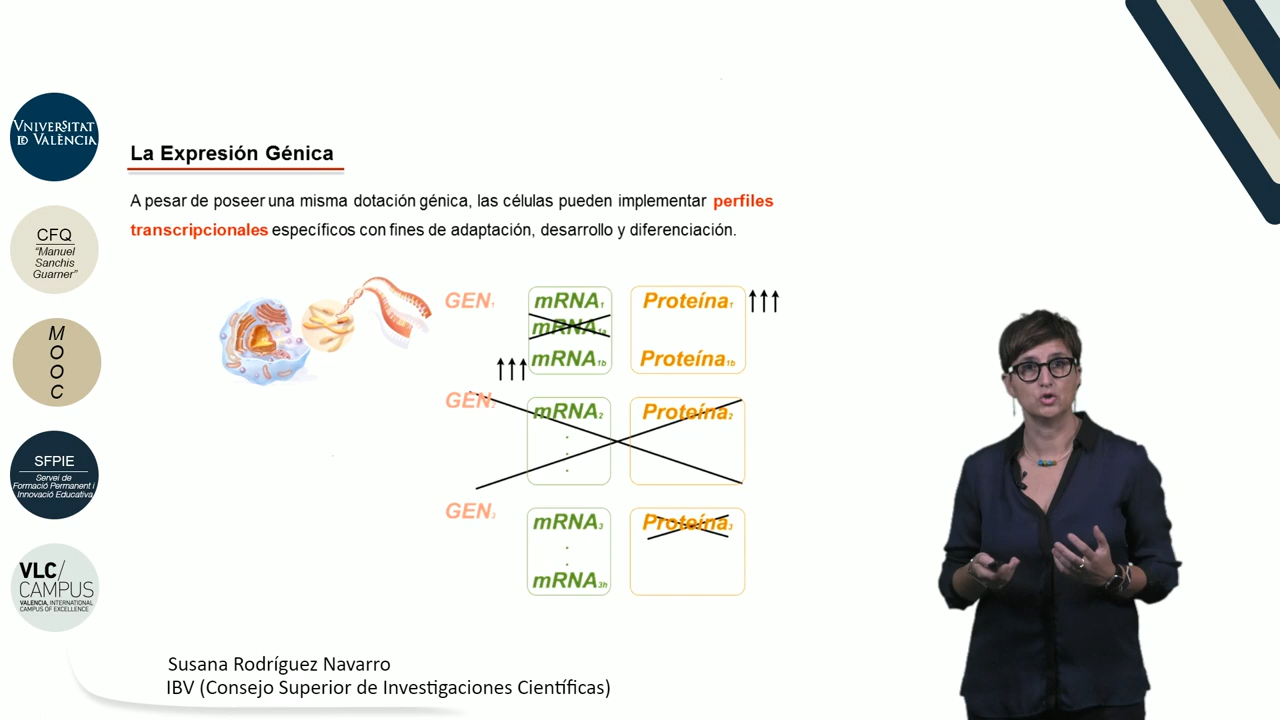 VNIVERSITAT
ID VALÈNCIA
CFQ
“Manuel
Sanchis
Guarner”
M
O
O
C
SFPIE
Servei de
Formació Permanent i
Innovació Educativa
VLC/
CAMPUS
VALENCIA, INTERNATIONAL
CAMPUS OF EXCELLENCE
La Expresión Génica
A pesar de poseer una misma dotación génica, las células pueden implementar perfiles
transcripcionales específicos con fines de adaptación, desarrollo y diferenciación.
GEN1 mRNA1 Proteína1
mRNA1a
mRNA1b Proteína1b
GEN2 mRNA2 Proteína2
GEN3 mRNA3 Proteína3
mRNA3h
Susana Rodríguez Navarro
IBV (Consejo Superior de Investigaciones Científicas)